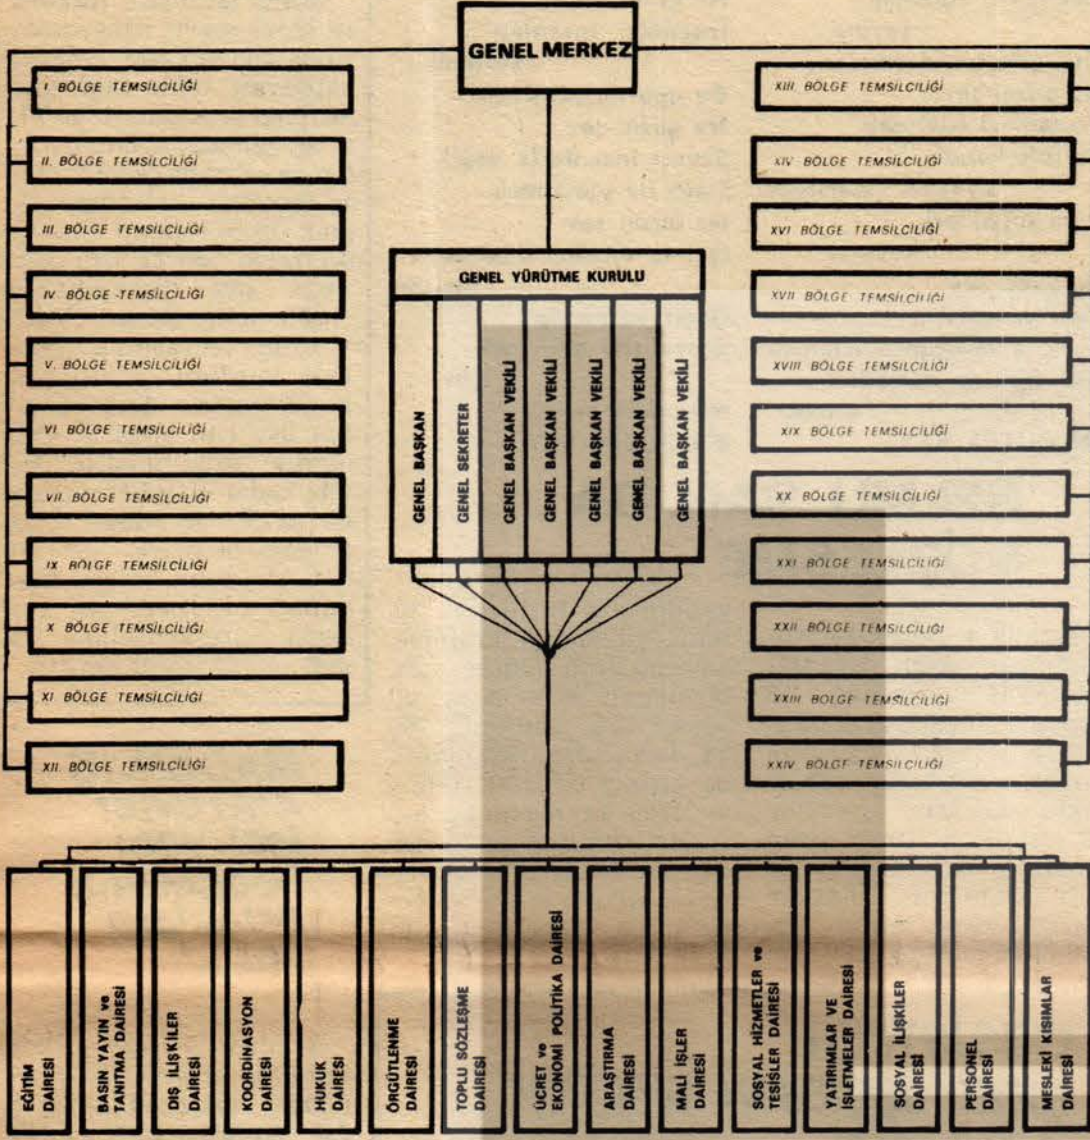 GENEL MERKEZ
I. BÖLGE TEMSİLCİLİĞİ
II. BÖLGE TEMSİLCİLİĞİ
III. BÖLGE TEMSİLCİLİĞİ
IV. BÖLGE TEMSİLCİLİĞİ
V. BÖLGE TEMSİLCİLİĞİ
VI. BÖLGE TEMSİLCİLİĞİ
VII. BÖLGE TEMSİLCİLİĞİ
IX BÖLGE TEMSİLCİLİĞİ
X BÖLGE TEMSİLCİLİĞİ
XI. BÖLGE TEMSİLCİLİĞİ
XII. BÖLGE TEMSİLCİLİĞİ
GENEL YÜRÜTME KURULU
GENEL BAŞKAN
GENEL SEKRETER
GENEL BAŞKAN VEKİLİ
GENEL BAŞKAN VEKİLİ
GENEL BAŞKAN VEKİLİ
GENEL BAŞKAN VEKİLİ
GENEL BAŞKAN VEKİLİ
XIII. BÖLGE TEMSİLCİLİĞİ
XIV BÖLGE TEMSİLCİLİĞİ
XVI BÖLGE TEMSİLCİLİĞİ
XVII BÖLGE TEMSİLCİLİĞİ
XVIII BÖLGE TEMSİLCİLİĞİ
XIX BÖLGE TEMSİLCİLİĞİ
XX BÖLGE TEMSİLCİLİĞİ
XXI BÖLGE TEMSİLCİLİĞİ
XXII BÖLGE TEMSİLCİLİĞİ
XXIII BÖLGE TEMSİLCİLİĞİ
XXIV BÖLGE TEMSİLCİLİĞİ
EĞİTİM
DAİRESİ
BASIN YAYIN ve
TANITMA DAİRESİ
DIŞ İLİŞKİLER
DAİRESİ
KOORDİNASYON
DAİRESİ
HUKUK
DAİRESİ
ÖRGÜTLENME
DAİRESİ
TOPLU SÖZLEŞME
DAİRESİ
ÜCRET ve
EKONOMİ POLİTİKA DAİRESİ
ARAŞTIRMA
DAİRESİ
MALİ İŞLER
DAİRESİ
SOSYAL HİZMETLER ve
TESİSLER DAİRESİ
YATIRIMLAR VE
İŞLETMELER DAİRESİ
SOSYAL İLİŞKİLER
DAİRESİ
PERSONEL
DAİRESİ
MESLEKİ KISIMLAR
DAİRESİ